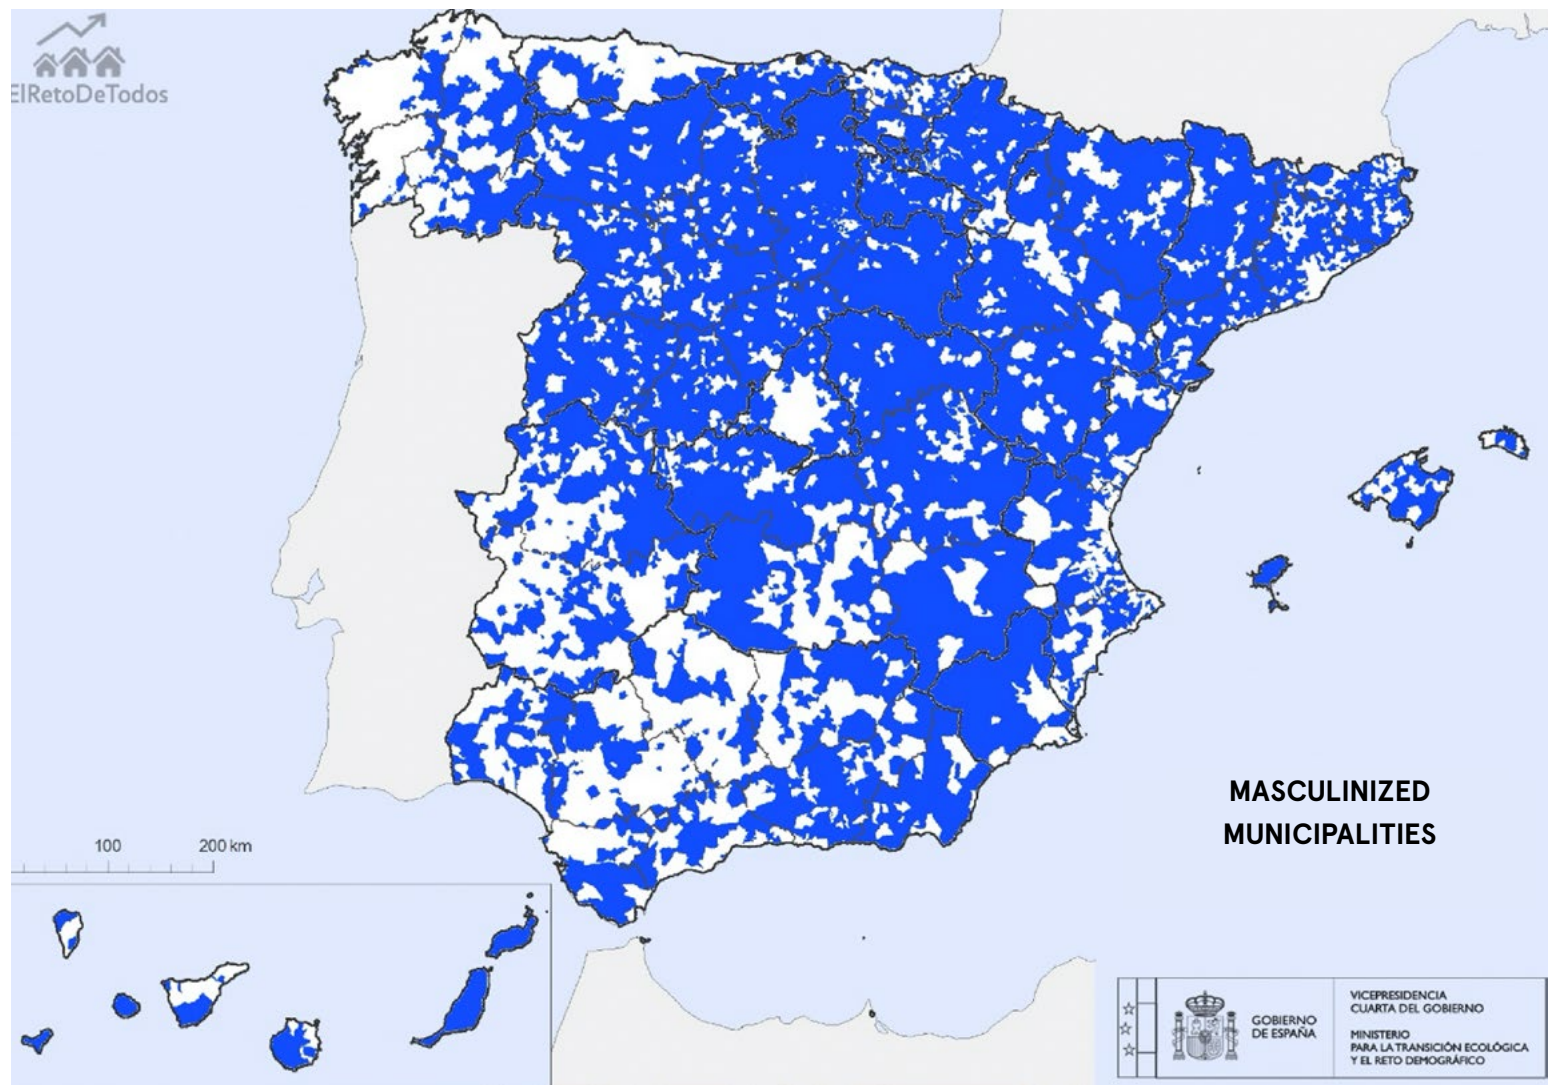 ElRetoDeTodos
MASCULINIZED
MUNICIPALITIES
100 200 km
GOBIERNO
DE ESPAÑA
VICEPRESIDENCIA
CUARTA DEL GOBIERNO
MINISTERIO
PARA LA TRANSICIÓN ECOLÓGICA
Y EL RETO DEMOGRÁFICO